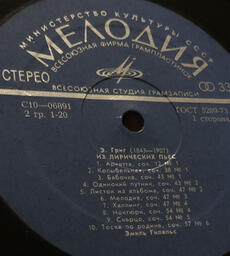 МИНИСТЕРСТВО КУЛЬТУРЫ СССР
МЕЛОДИЯ
ВСЕСОЮЗНАЯ ФИРМА ГРАМПЛАСТИНОК
СТЕРЕО
33
ВСЕСОЮЗНАЯ СТУДИЯ ГРАМЗАПИСИ
С10—06891
ГОСТ 5289-73
2 гр. 1-20
1 сторона
Э. Григ (1843—1907)
ИЗ ЛИРИЧЕСКИХ ПЬЕС
1. Ариетта, соч. 12 № 1
2. Колыбельная, соч. 38 № 1
3. Бабочка, соч. 43 № 1
4. Одинокий путник, соч. 43 № 2
5. Листок из альбома, соч. 47 № 2
6. Мелодия, соч. 47 № 3
7. Халлинг, соч. 47 № 4
8. Ноктюрн, соч. 54 № 4
9. Скерцо, соч. 54 № 5
10. Тоска по родине, соч. 57 № 6
Эмиль Гилельс